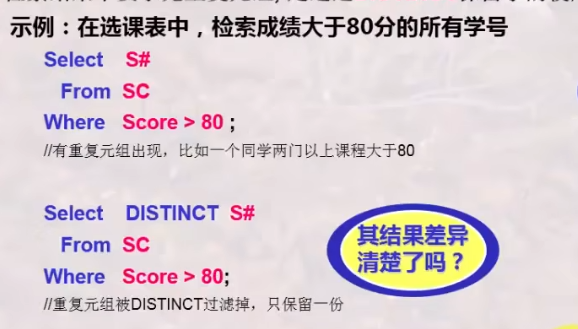 示例：在选课表中，检索成绩大于80分的所有学号
Select S#
From SC
Where Score > 80 ;
//有重复元组出现，比如一个同学两门以上课程大于80
Select DISTINCT S#
From SC
Where Score > 80;
//重复元组被DISTINCT过滤掉，只保留一份
其结果差异
清楚了吗？